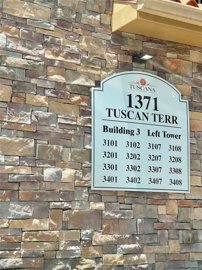 TUSCANA
1371
TUSCAN TERR
Building 3 Left Tower
3101 3102 3107 3108
3201 3202 3207 3208
3301 3302 3307 3308
3401 3402 3407 3408